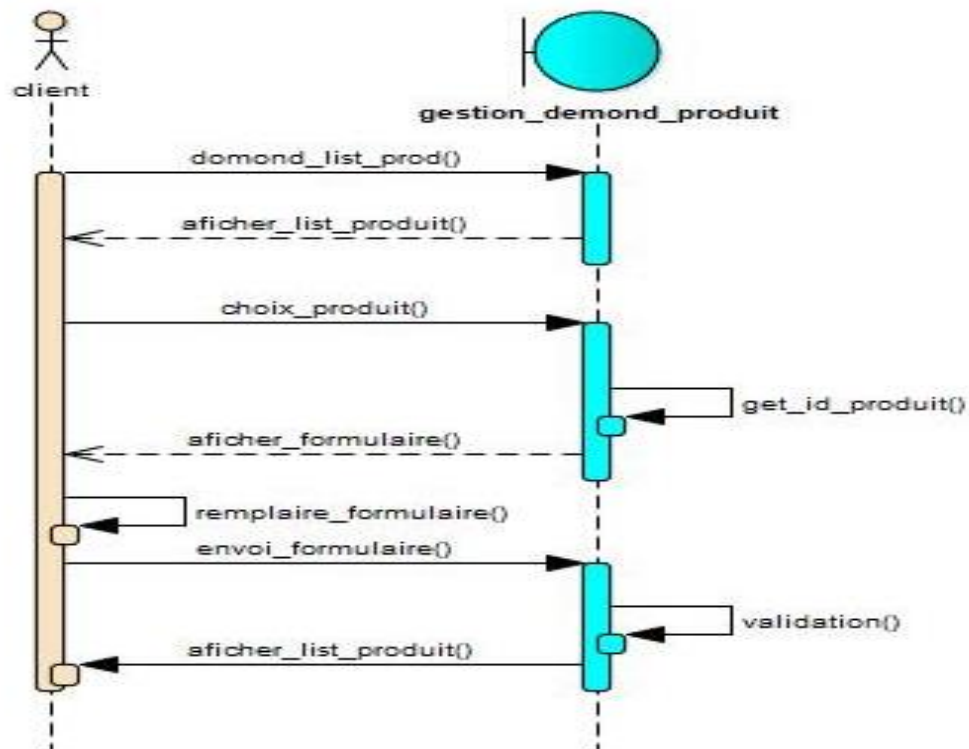 client
gestion_demond_produit
domond_list_prod()
aficher_list_produit()
choix_produit()
get_id_produit()
aficher_formulaire()
remplaire_formulaire()
envoi_formulaire()
validation()
aficher_list_produit()